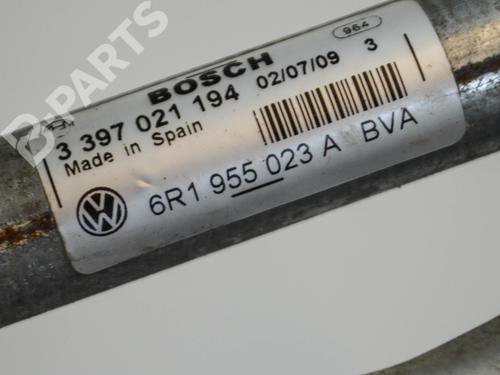 B-PARTS
964
BOSCH
3 397 021 194 02/07/09 3
Made in Spain
6R1 955 023 A BVA